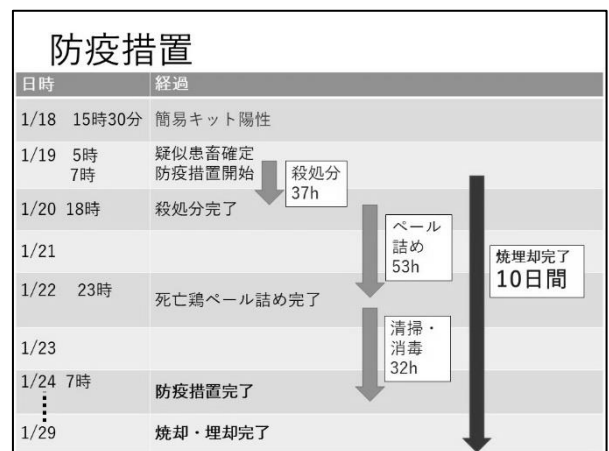 防疫措置
日時 経過
1/18 15時30分 簡易キット陽性
1/19 5時 疑似患畜確定
7時 防疫措置開始
殺処分
37h
1/20 18時 殺処分完了
ペール
詰め
53h
1/21
焼埋却完了
10日間
1/22 23時 死亡鶏ペール詰め完了
清掃・
消毒
32h
1/23
1/24 7時 防疫措置完了
1/29 焼却・埋却完了